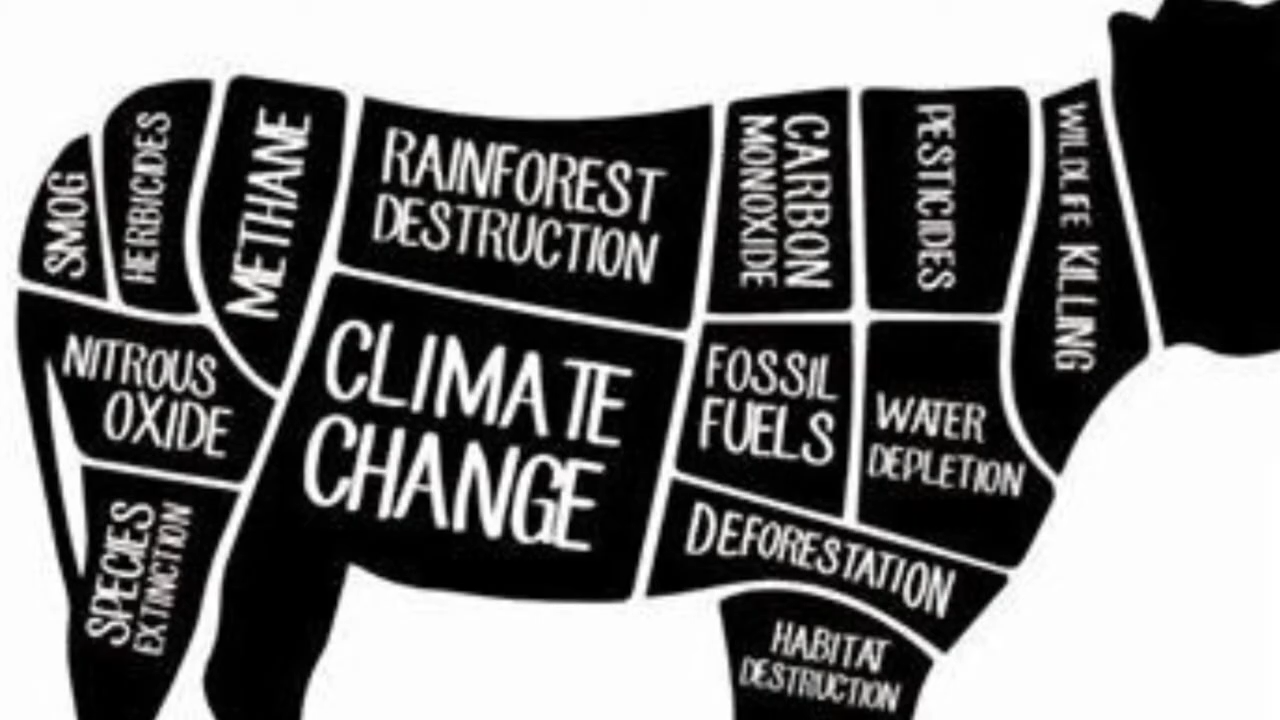 SMOG
HERBICIDES
METHANE
RAINFOREST
DESTRUCTION
CARBON
MONOXIDE
PESTICIDES
WILDLIFE KILLING
NITROUS
OXIDE
CLIMATE
CHANGE
FOSSIL
FUELS
WATER
DEPLETION
SPECIES
EXTINCTION
DEFORESTATION
HABITAT
DESTRUCTION